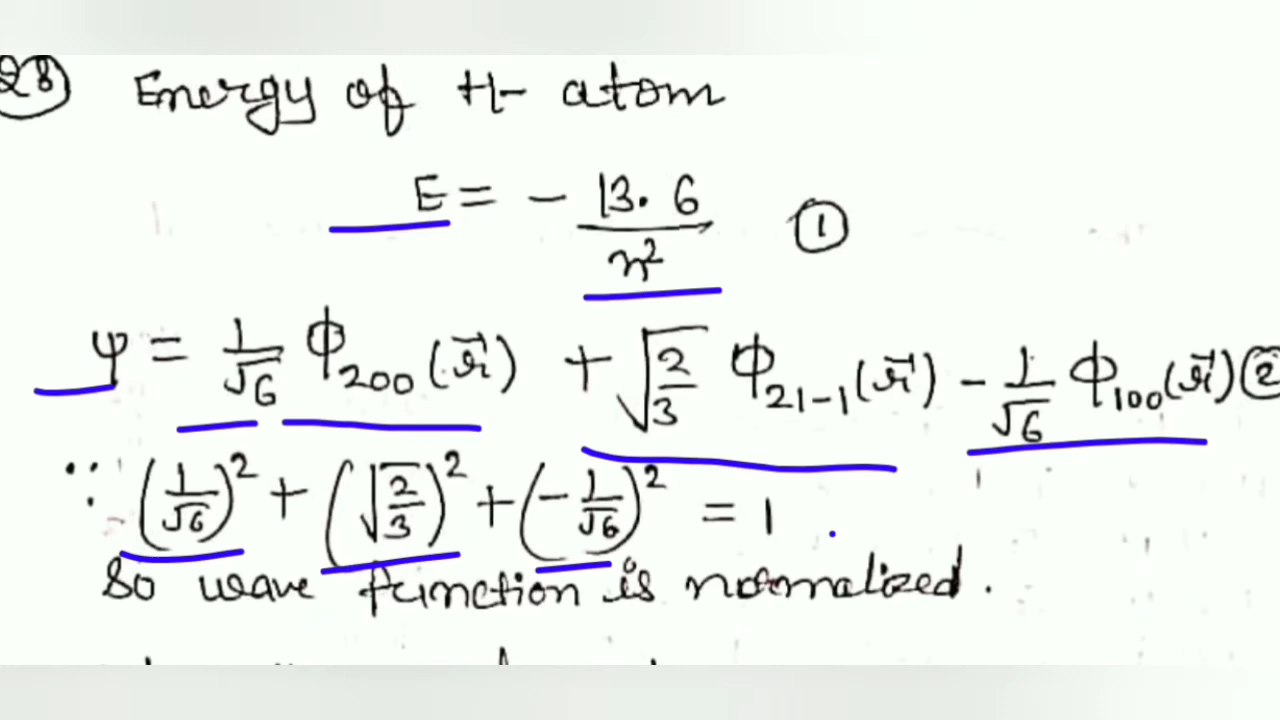 28 Energy of H- atom
E = - 13.6 / n² ①
ψ = 1/√6 Φ₂₀₀(r⃗) + √(2/3) Φ₂₁₋₁(r⃗) - 1/√6 Φ₁₀₀(r⃗) ②
∵ (1/√6)² + (√(2/3))² + (-1/√6)² = 1
So wave function is normalized.